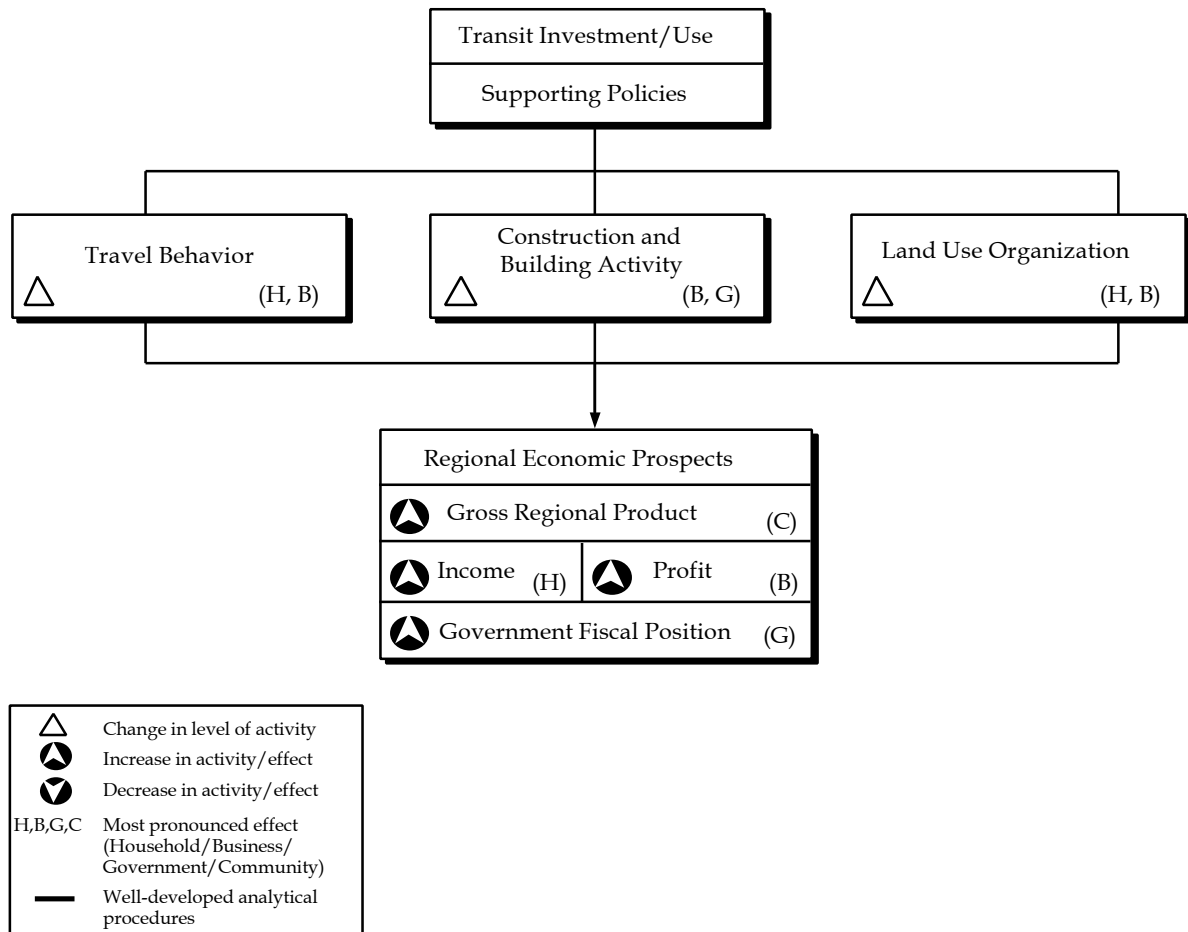 Transit Investment/Use
Supporting Policies
Travel Behavior
(H, B)
Construction and
Building Activity
(B, G)
Land Use Organization
(H, B)
Regional Economic Prospects
Gross Regional Product
(C)
Income
(H)
Profit
(B)
Government Fiscal Position
(G)
Change in level of activity
Increase in activity/effect
Decrease in activity/effect
H,B,G,C
Most pronounced effect
(Household/Business/
Government/Community)
Well-developed analytical
procedures